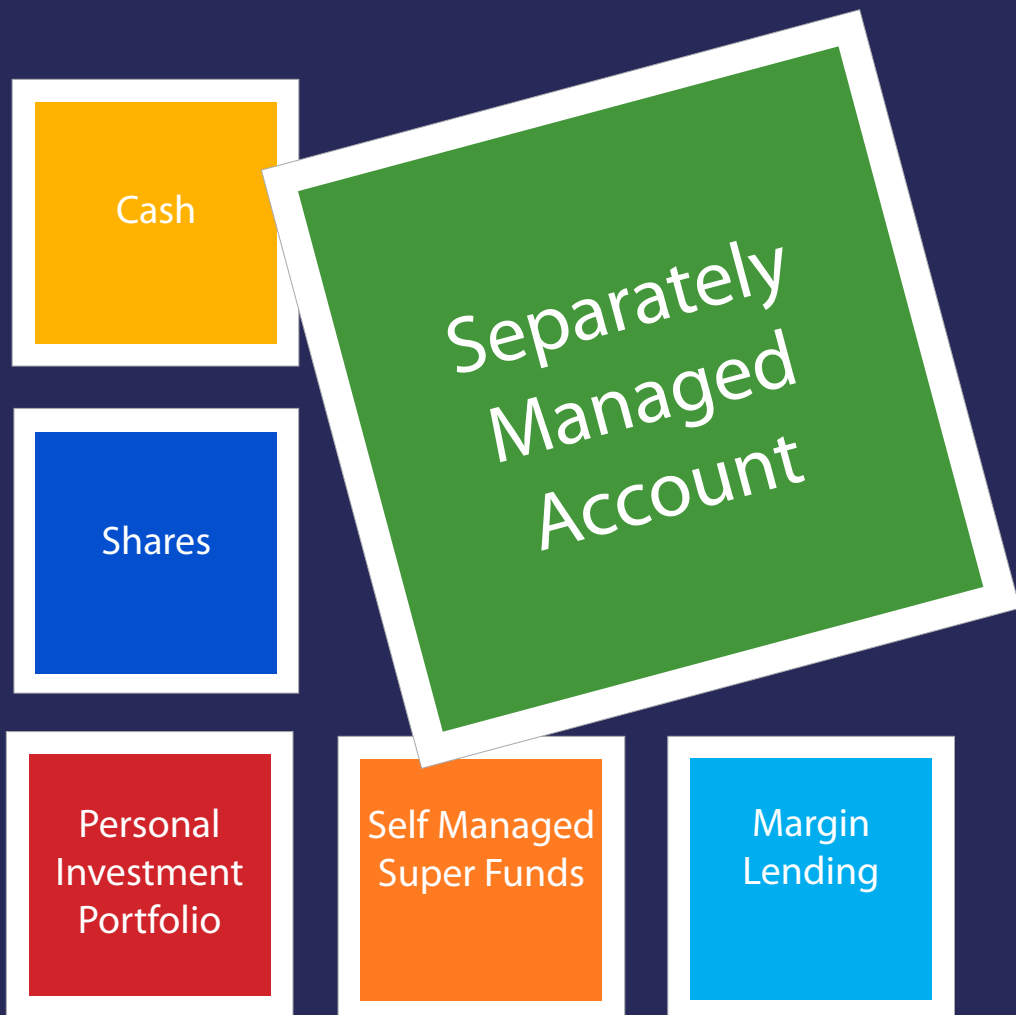 Cash
Separately
Managed
Account
Shares
Personal
Investment
Portfolio
Self Managed
Super Funds
Margin
Lending